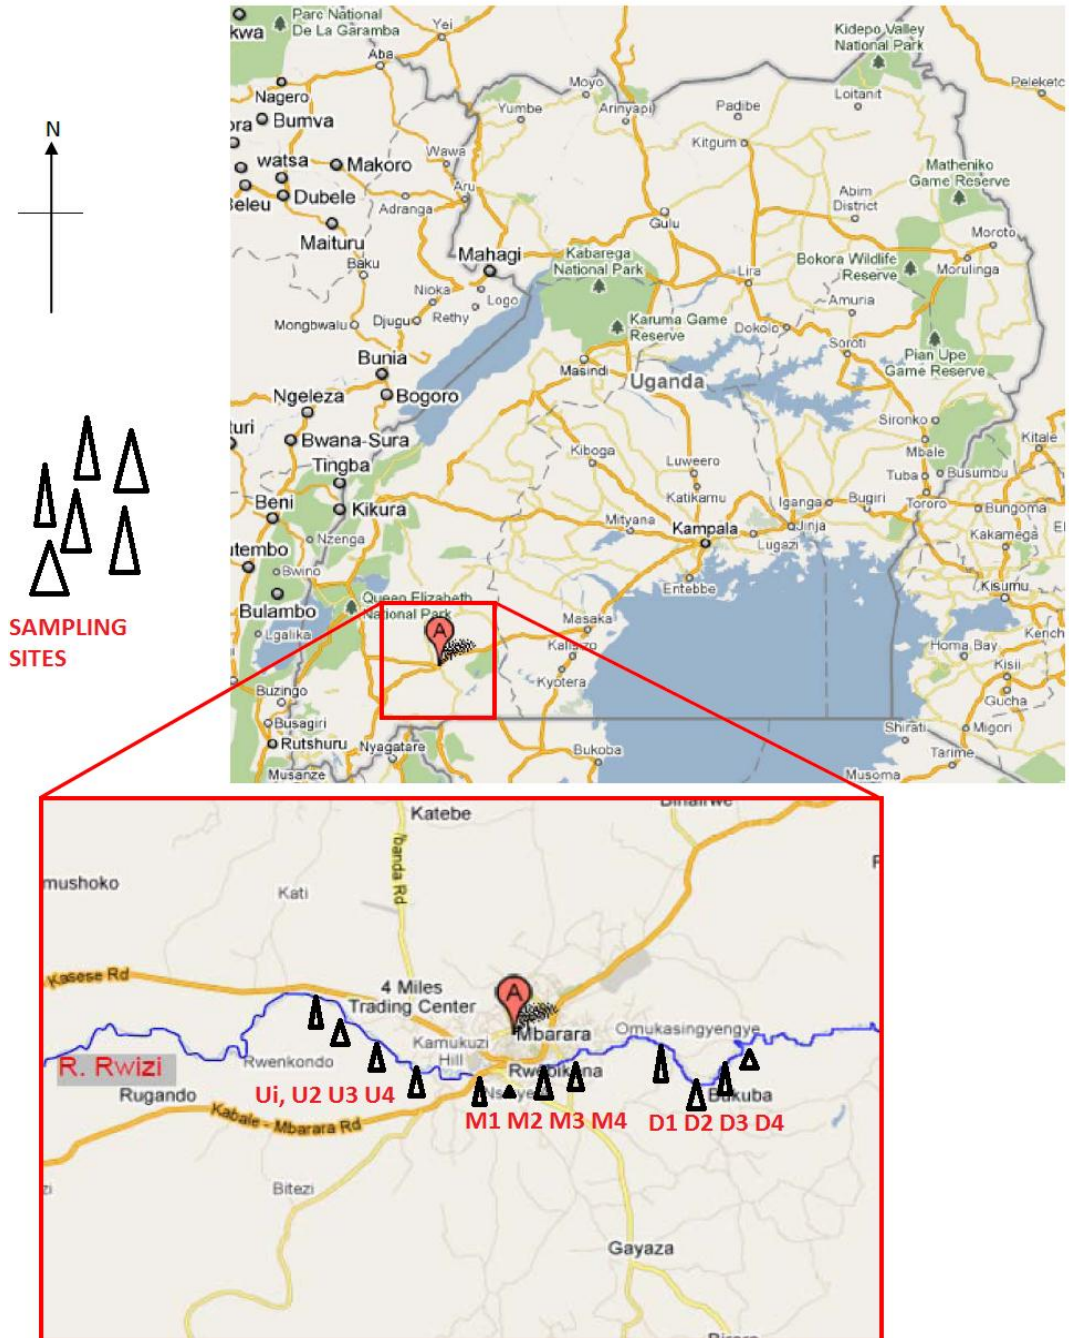 Parc National
De La Garamba
kwa
Yei
Kidepo Valley
National Park
Aba
Moyo
Nagero
Yumbe
Arinyapi
Padibe
Loitanit
Bumva
N
Kitgum
Wawa
watsa
Makoro
Matheniko
Game Reserve
Aru
Dubele
Adranga
Abim
District
Gulu
Maituru
Mahagi
Kabarega
National Park
Moroto
Baku
Bokora Wildlife
Reserve
Morulinga
Lira
Nioka
Logo
Rethy
Amuria
Mongbwalu
Djugu
Karuma Game
Reserve
Dokolo
Soroti
Bunia
Masindi
Pian Upe
Game Reserve
Uganda
Ngeleza
Bogoro
Sironko
Kitale
Bwana-Sura
Kiboga
Mbale
Tingba
Luweero
Tuba
Busumbu
Beni
Kikura
Katikamu
Iganga
Bugiri
Tororo
Bungoma
Mityana
Kampala
Jinja
Kakamega
Nzenga
Lugazi
Bwino
Entebbe
Kisumu
Bulambo
Queen Elizabeth
National Park
SAMPLING
SITES
Masaka
A
Lgalika
Kalisizo
Homa Bay
Kisii
Kyotera
Gucha
Buzingo
Busagiri
Shirati
Migori
Rutshuru
Nyagatare
Bukoba
Tarime
Musanze
Musoma
Katebe
Ibanda Rd
mushoko
Kati
Kasese Rd
4 Miles
Trading Center
A
Mbarara
Omukasingyengye
Kamukuzi
Hill
R. Rwizi
Rwenkondo
Rugando
Ui, U2 U3 U4
Bukuba
M1 M2 M3 M4
D1 D2 D3 D4
Kabale - Mbarara Rd
Bitezi
Gayaza